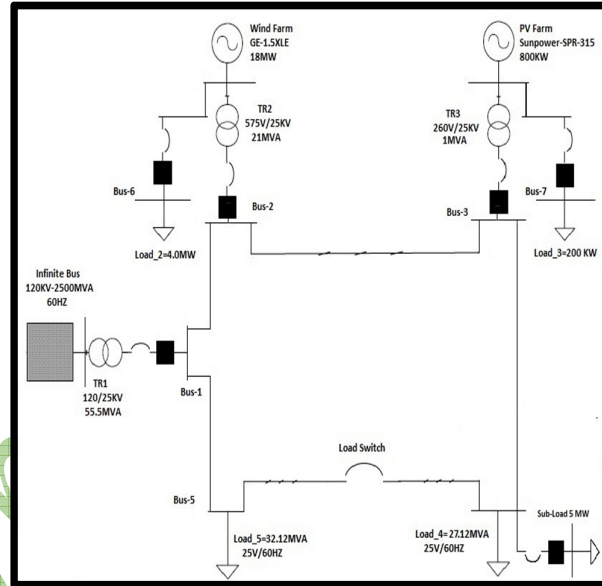 Wind Farm
GE-1.5XLE
18MW
PV Farm
Sunpower-SPR-315
800KW
TR2
575V/25KV
21MVA
TR3
260V/25KV
1MVA
Bus-6
Bus-2
Bus-3
Bus-7
Load_2=4.0MW
Load_3=200 KW
Infinite Bus
120KV-2500MVA
60HZ
TR1
120/25KV
55.5MVA
Bus-1
Load Switch
Bus-5
Load_5=32.12MVA
25V/60HZ
Load_4=27.12MVA
25V/60HZ
Sub-Load 5 MW